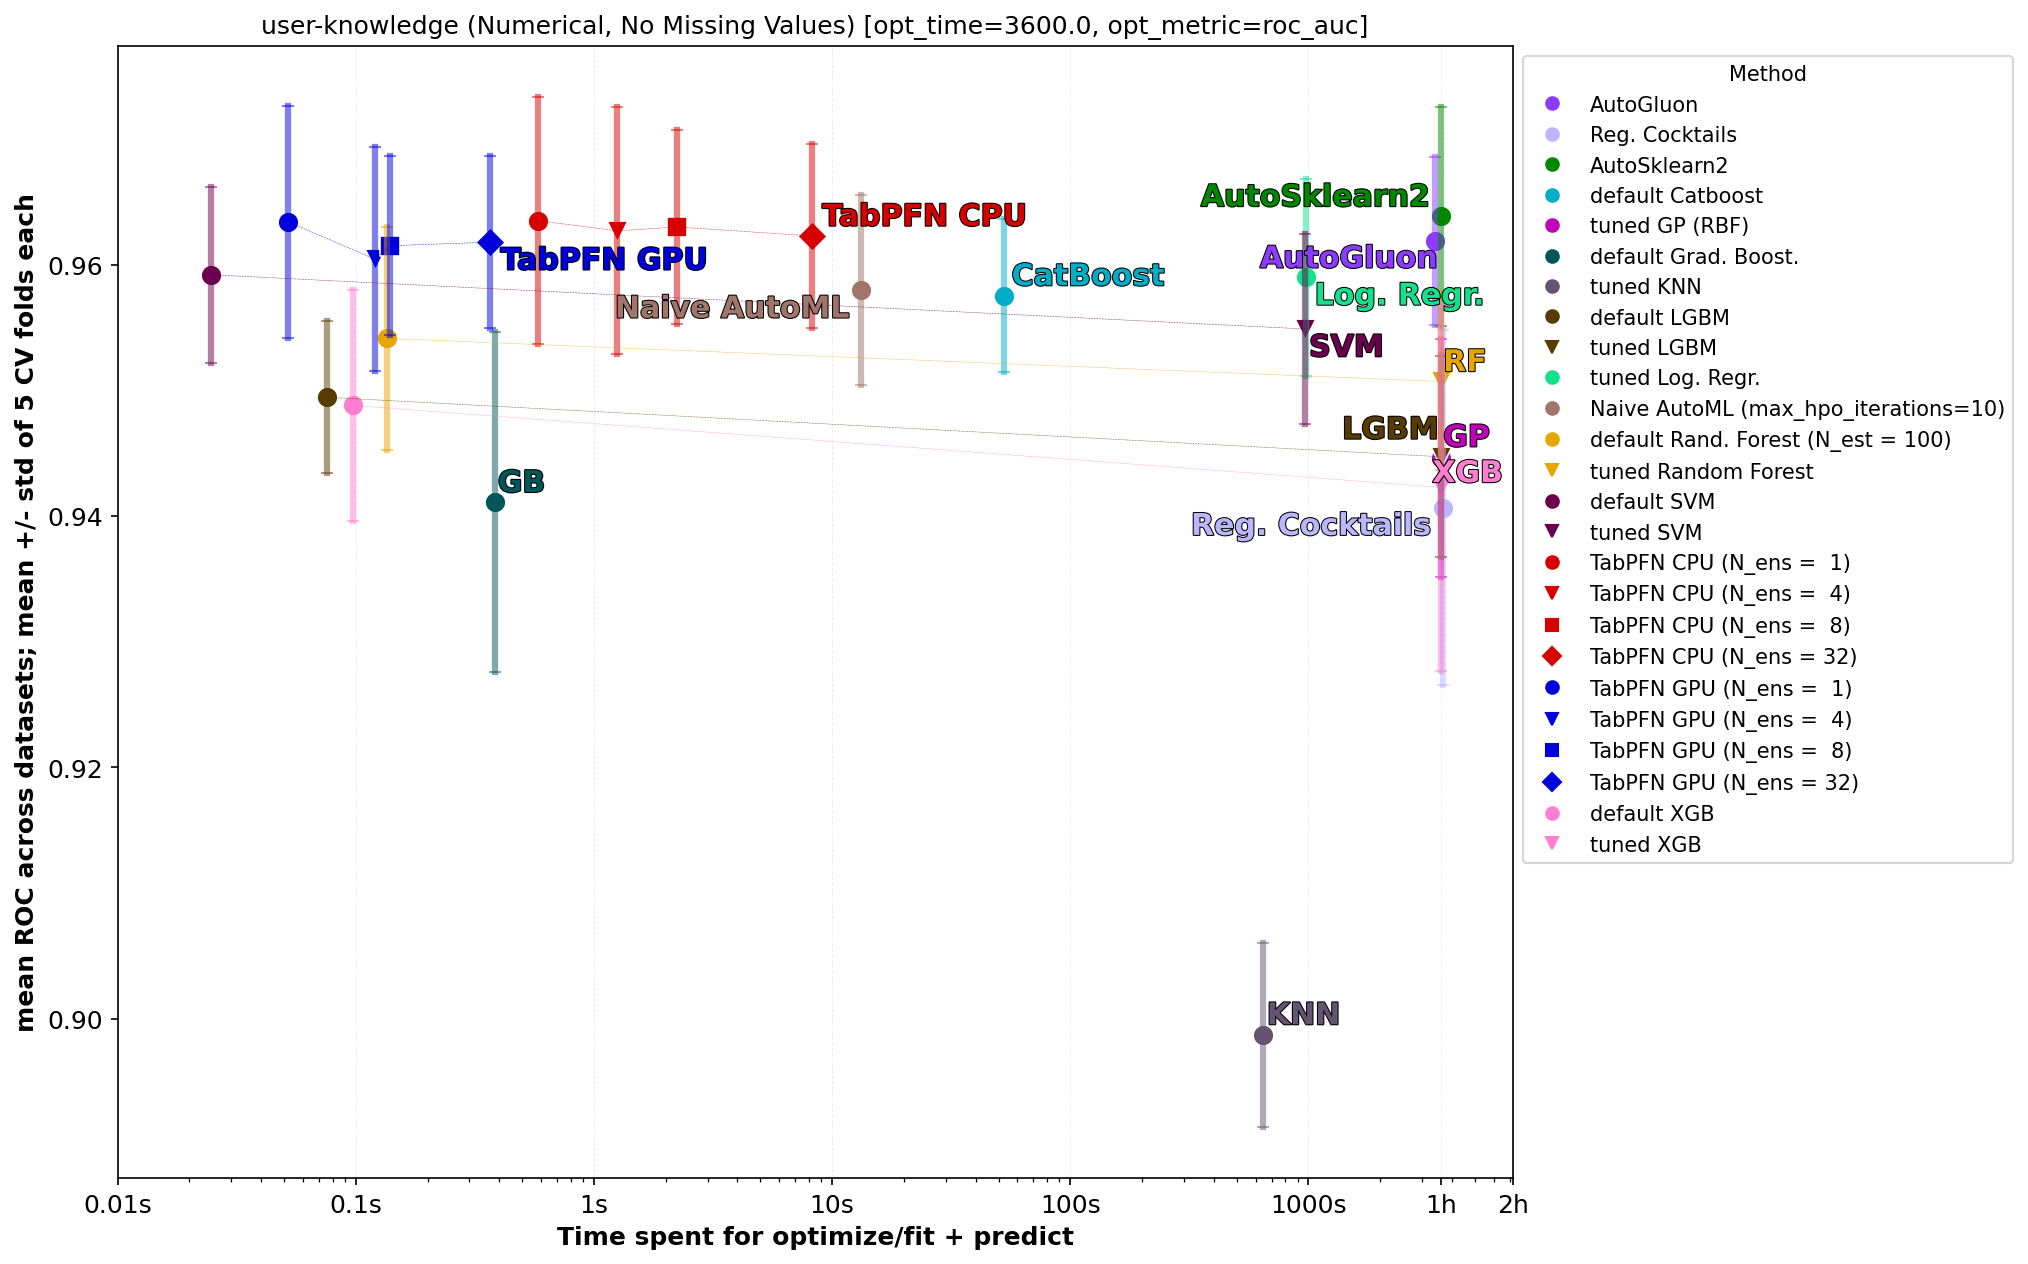 user-knowledge (Numerical, No Missing Values) [opt_time=3600.0, opt_metric=roc_auc]
mean ROC across datasets; mean +/- std of 5 CV folds each
0.96
0.94
0.92
0.90
AutoSklearn2
TabPFN CPU
TabPFN GPU
AutoGluon
CatBoost
Log. Regr.
Naive AutoML
SVM
RF
LGBM
GP
XGB
GB
Reg. Cocktails
KNN
0.01s
0.1s
1s
10s
100s
1000s
1h
2h
Time spent for optimize/fit + predict
Method
AutoGluon
Reg. Cocktails
AutoSklearn2
default Catboost
tuned GP (RBF)
default Grad. Boost.
tuned KNN
default LGBM
tuned LGBM
tuned Log. Regr.
Naive AutoML (max_hpo_iterations=10)
default Rand. Forest (N_est = 100)
tuned Random Forest
default SVM
tuned SVM
TabPFN CPU (N_ens =  1)
TabPFN CPU (N_ens =  4)
TabPFN CPU (N_ens =  8)
TabPFN CPU (N_ens = 32)
TabPFN GPU (N_ens =  1)
TabPFN GPU (N_ens =  4)
TabPFN GPU (N_ens =  8)
TabPFN GPU (N_ens = 32)
default XGB
tuned XGB